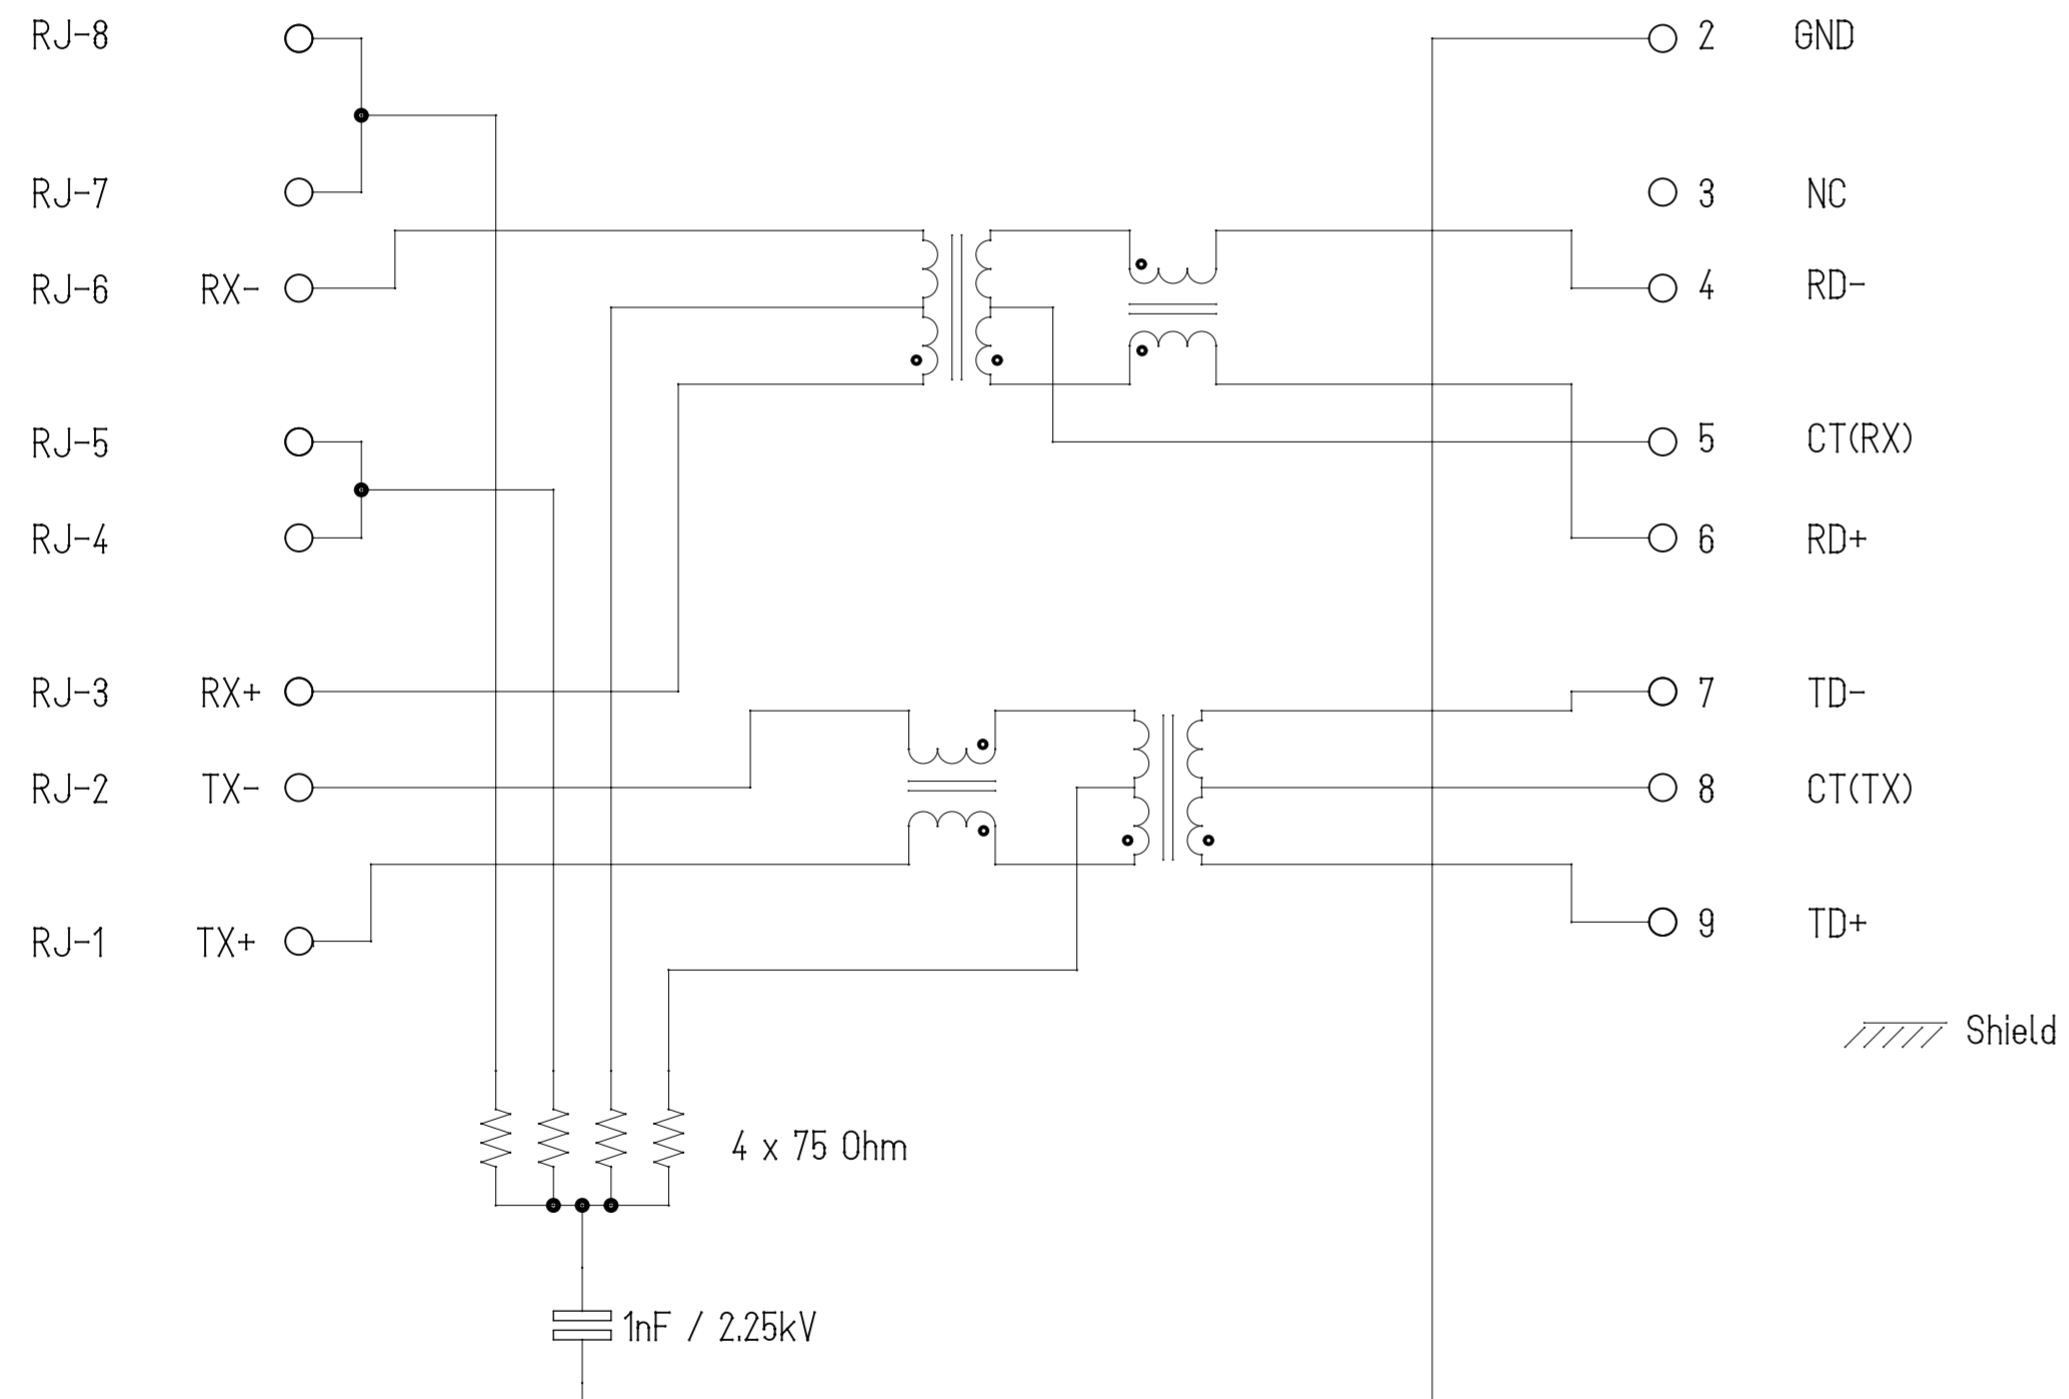 RJ-8 2 GND
RJ-7 3 NC
RJ-6 RX- 4 RD-
RJ-5 5 CT(RX)
RJ-4 6 RD+
RJ-3 RX+ 7 TD-
RJ-2 TX- 8 CT(TX)
RJ-1 TX+ 9 TD+
Shield
4 x 75 Ohm
1nF / 2.25kV